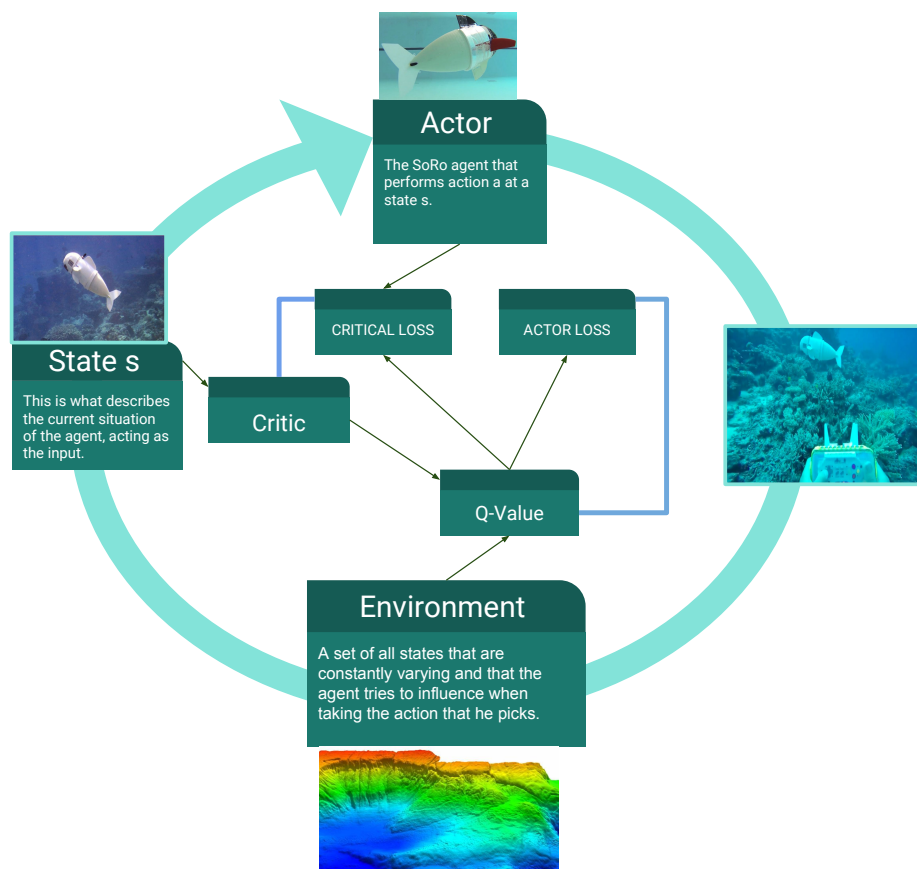 Actor
The SoRo agent that
performs action a at a
state s.
CRITICAL LOSS
ACTOR LOSS
State s
This is what describes
the current situation
of the agent, acting as
the input.
Critic
Q-Value
Environment
A set of all states that are
constantly varying and that the
agent tries to influence when
taking the action that he picks.